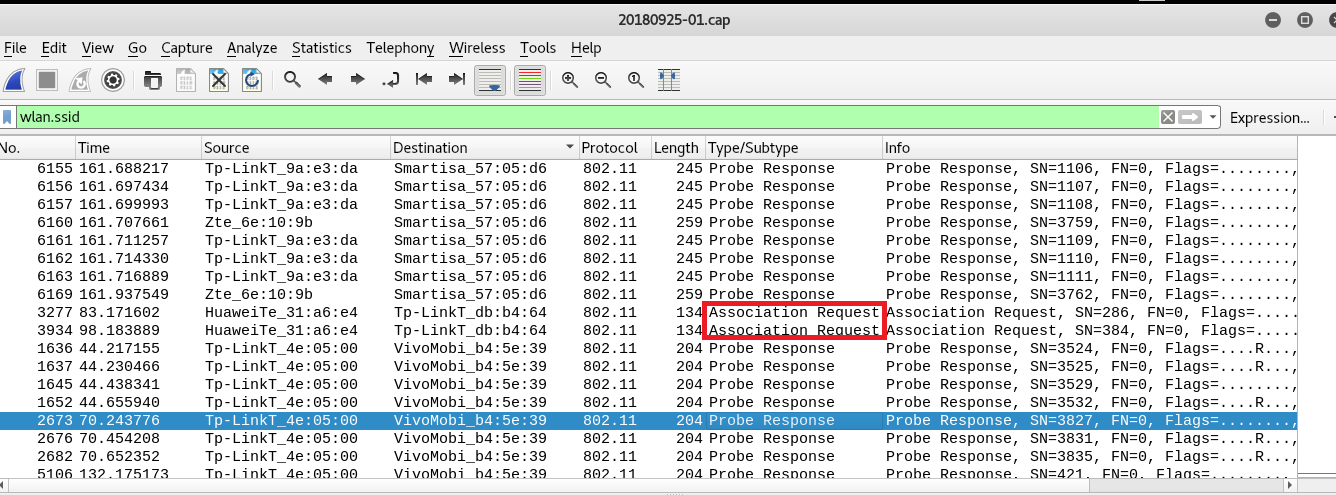 20180925-01.cap
File Edit View Go Capture Analyze Statistics Telephony Wireless Tools Help
wlan.ssid Expression...
No. Time Source Destination Protocol Length Type/Subtype Info
6155 161.688217 Tp-LinkT_9a:e3:da Smartisa_57:05:d6 802.11 245 Probe Response Probe Response, SN=1106, FN=0, Flags=........,
6156 161.697434 Tp-LinkT_9a:e3:da Smartisa_57:05:d6 802.11 245 Probe Response Probe Response, SN=1107, FN=0, Flags=........,
6157 161.699993 Tp-LinkT_9a:e3:da Smartisa_57:05:d6 802.11 245 Probe Response Probe Response, SN=1108, FN=0, Flags=........,
6160 161.707661 Zte_6e:10:9b Smartisa_57:05:d6 802.11 259 Probe Response Probe Response, SN=3759, FN=0, Flags=........,
6161 161.711257 Tp-LinkT_9a:e3:da Smartisa_57:05:d6 802.11 245 Probe Response Probe Response, SN=1109, FN=0, Flags=........,
6162 161.714330 Tp-LinkT_9a:e3:da Smartisa_57:05:d6 802.11 245 Probe Response Probe Response, SN=1110, FN=0, Flags=........,
6163 161.716889 Tp-LinkT_9a:e3:da Smartisa_57:05:d6 802.11 245 Probe Response Probe Response, SN=1111, FN=0, Flags=........,
6169 161.937549 Zte_6e:10:9b Smartisa_57:05:d6 802.11 259 Probe Response Probe Response, SN=3762, FN=0, Flags=........,
3277 83.171602 HuaweiTe_31:a6:e4 Tp-LinkT_db:b4:64 802.11 134 Association Request Association Request, SN=286, FN=0, Flags=.....
3934 98.183889 HuaweiTe_31:a6:e4 Tp-LinkT_db:b4:64 802.11 134 Association Request Association Request, SN=384, FN=0, Flags=.....
1636 44.217155 Tp-LinkT_4e:05:00 VivoMobi_b4:5e:39 802.11 204 Probe Response Probe Response, SN=3524, FN=0, Flags=....R...,
1637 44.230466 Tp-LinkT_4e:05:00 VivoMobi_b4:5e:39 802.11 204 Probe Response Probe Response, SN=3525, FN=0, Flags=....R...,
1645 44.438341 Tp-LinkT_4e:05:00 VivoMobi_b4:5e:39 802.11 204 Probe Response Probe Response, SN=3529, FN=0, Flags=........,
1652 44.655940 Tp-LinkT_4e:05:00 VivoMobi_b4:5e:39 802.11 204 Probe Response Probe Response, SN=3532, FN=0, Flags=....R...,
2673 70.243776 Tp-LinkT_4e:05:00 VivoMobi_b4:5e:39 802.11 204 Probe Response Probe Response, SN=3827, FN=0, Flags=........,
2676 70.454208 Tp-LinkT_4e:05:00 VivoMobi_b4:5e:39 802.11 204 Probe Response Probe Response, SN=3831, FN=0, Flags=....R...,
2682 70.652352 Tp-LinkT_4e:05:00 VivoMobi_b4:5e:39 802.11 204 Probe Response Probe Response, SN=3835, FN=0, Flags=....R...,
5106 132.175173 Tp-LinkT_4e:05:00 VivoMobi_b4:5e:39 802.11 204 Probe Response Probe Response, SN=421, FN=0, Flags=........,